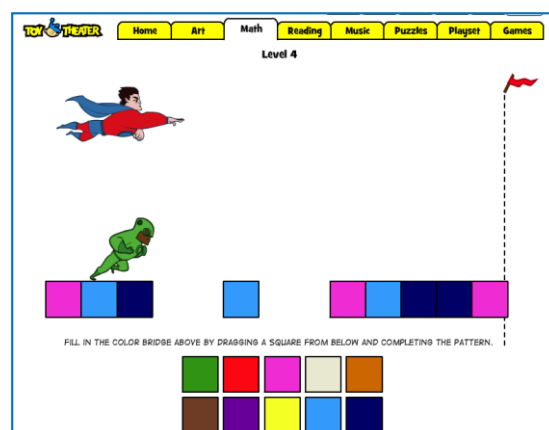 TOY THEATER
Home Art Math Reading Music Puzzles Playset Games
Level 4
FILL IN THE COLOR BRIDGE ABOVE BY DRAGGING A SQUARE FROM BELOW AND COMPLETING THE PATTERN.